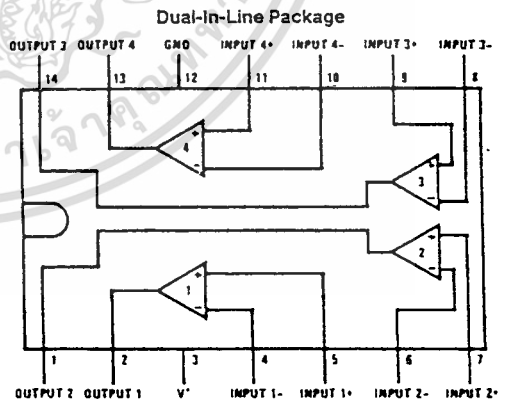 Dual-In-Line Package
OUTPUT 3 OUTPUT 4 GND INPUT 4+ INPUT 4- INPUT 3+ INPUT 3-
14 13 12 11 10 9 8
+
4
-
+
3
-
+
2
-
+
1
-
1 2 3 4 5 6 7
OUTPUT 2 OUTPUT 1 V+ INPUT 1- INPUT 1+ INPUT 2- INPUT 2+